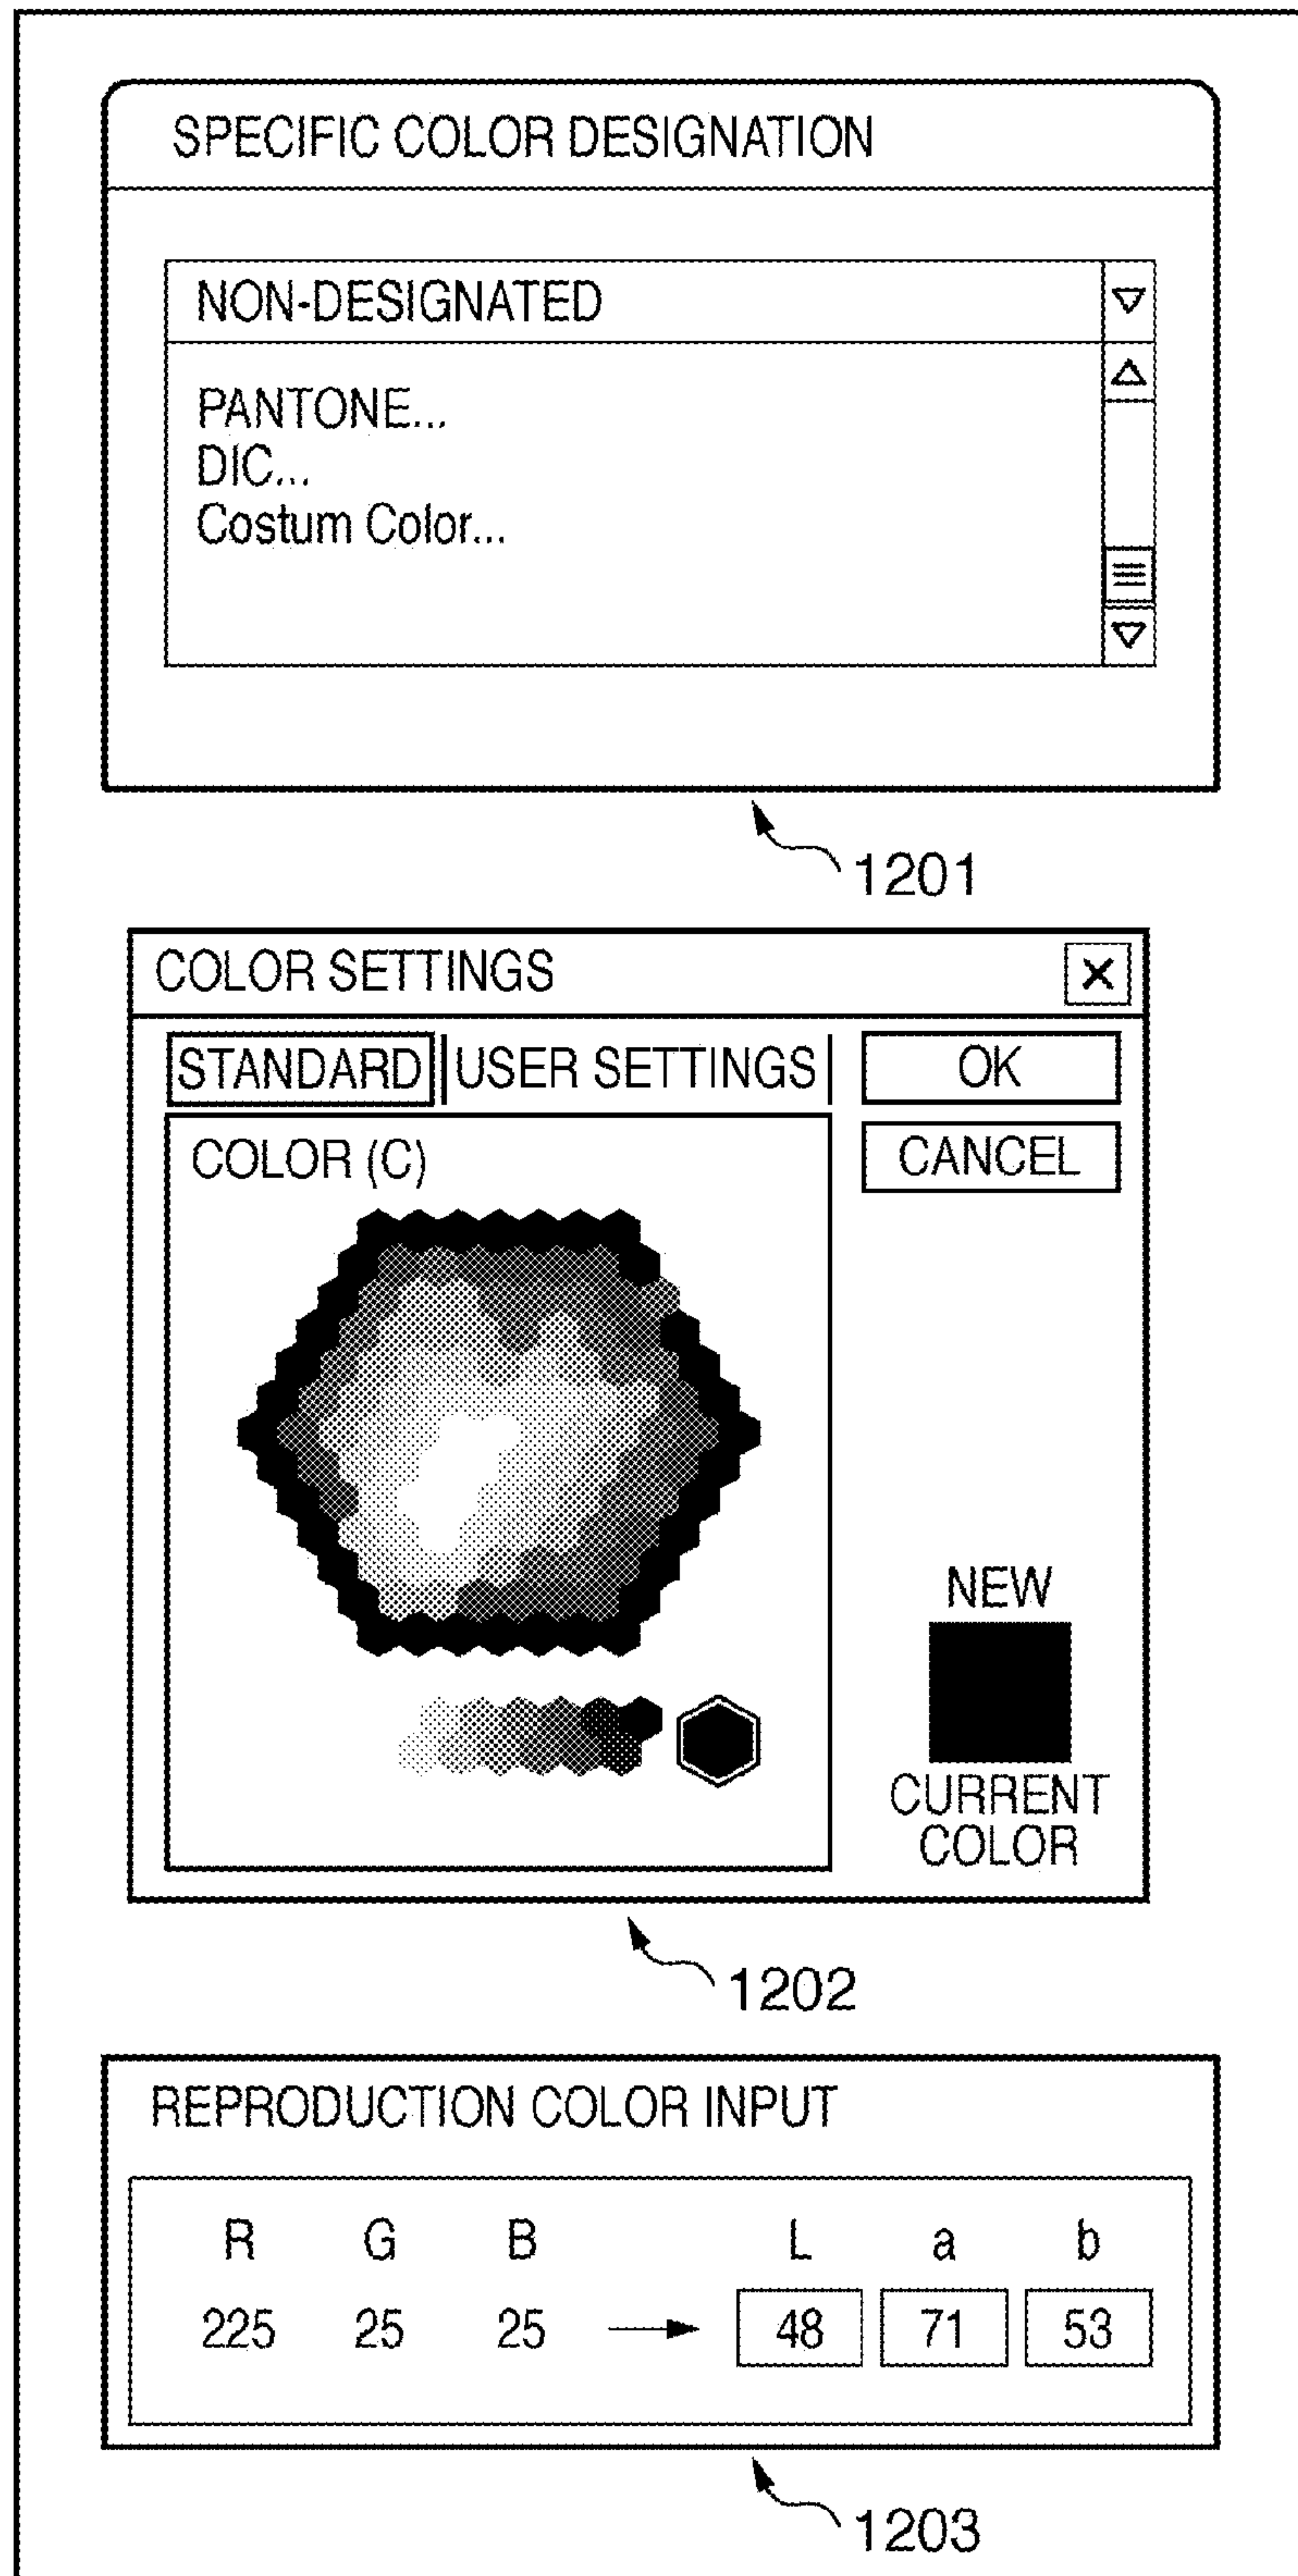 SPECIFIC COLOR DESIGNATION
NON-DESIGNATED
PANTONE...
DIC...
Costum Color...
1201
COLOR SETTINGS
STANDARD USER SETTINGS OK
COLOR (C) CANCEL
NEW
CURRENT
COLOR
1202
REPRODUCTION COLOR INPUT
R G B L a b
225 25 25 → 48 71 53
1203